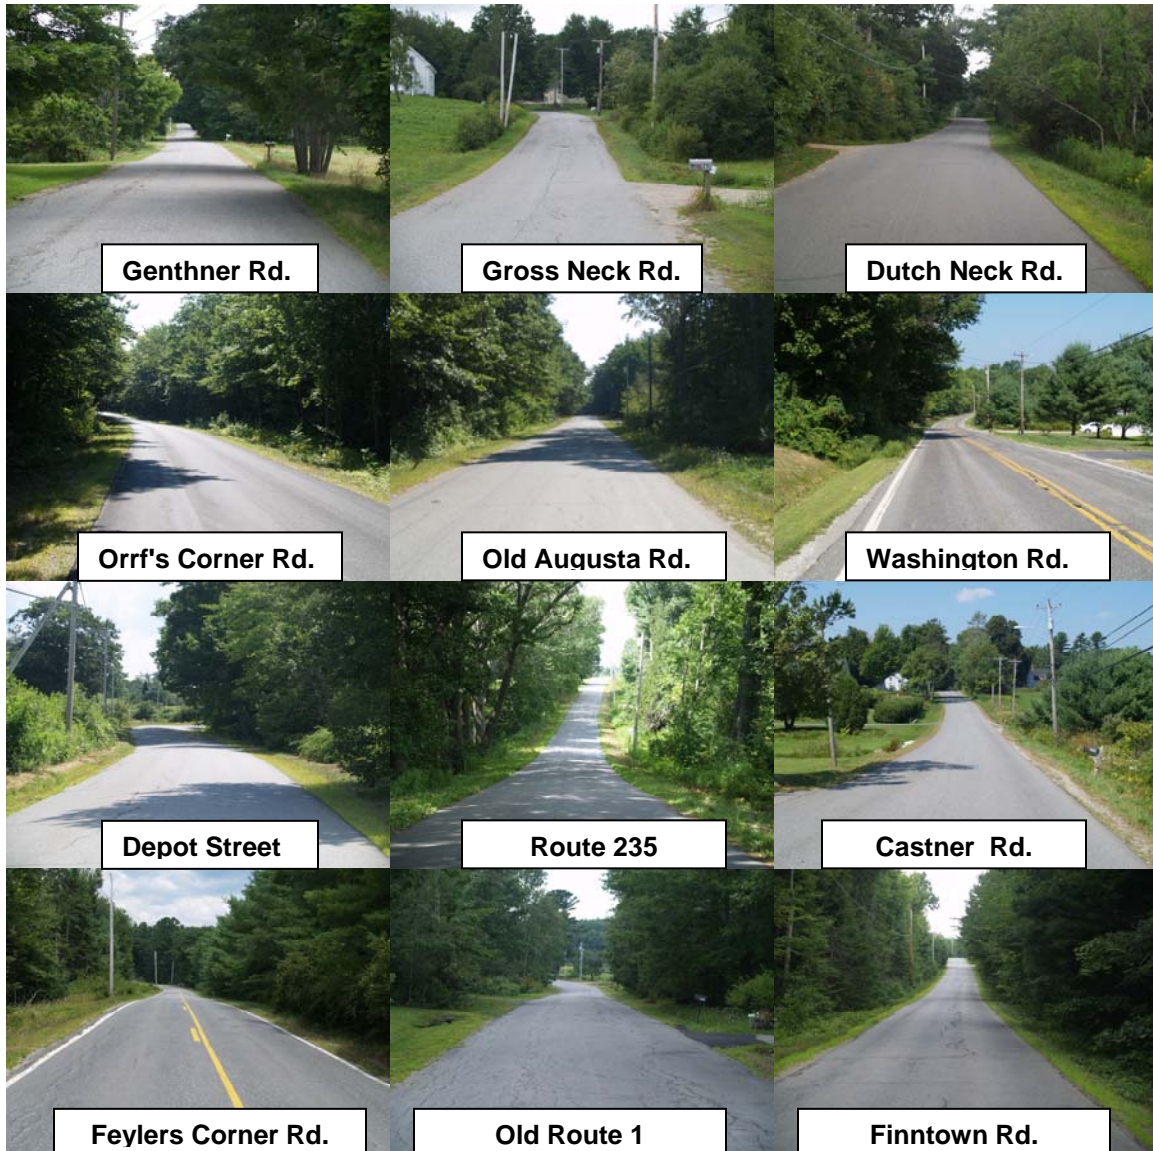 Genthner Rd.
Gross Neck Rd.
Dutch Neck Rd.
Orrf's Corner Rd.
Old Augusta Rd.
Washington Rd.
Depot Street
Route 235
Castner Rd.
Feylers Corner Rd.
Old Route 1
Finntown Rd.